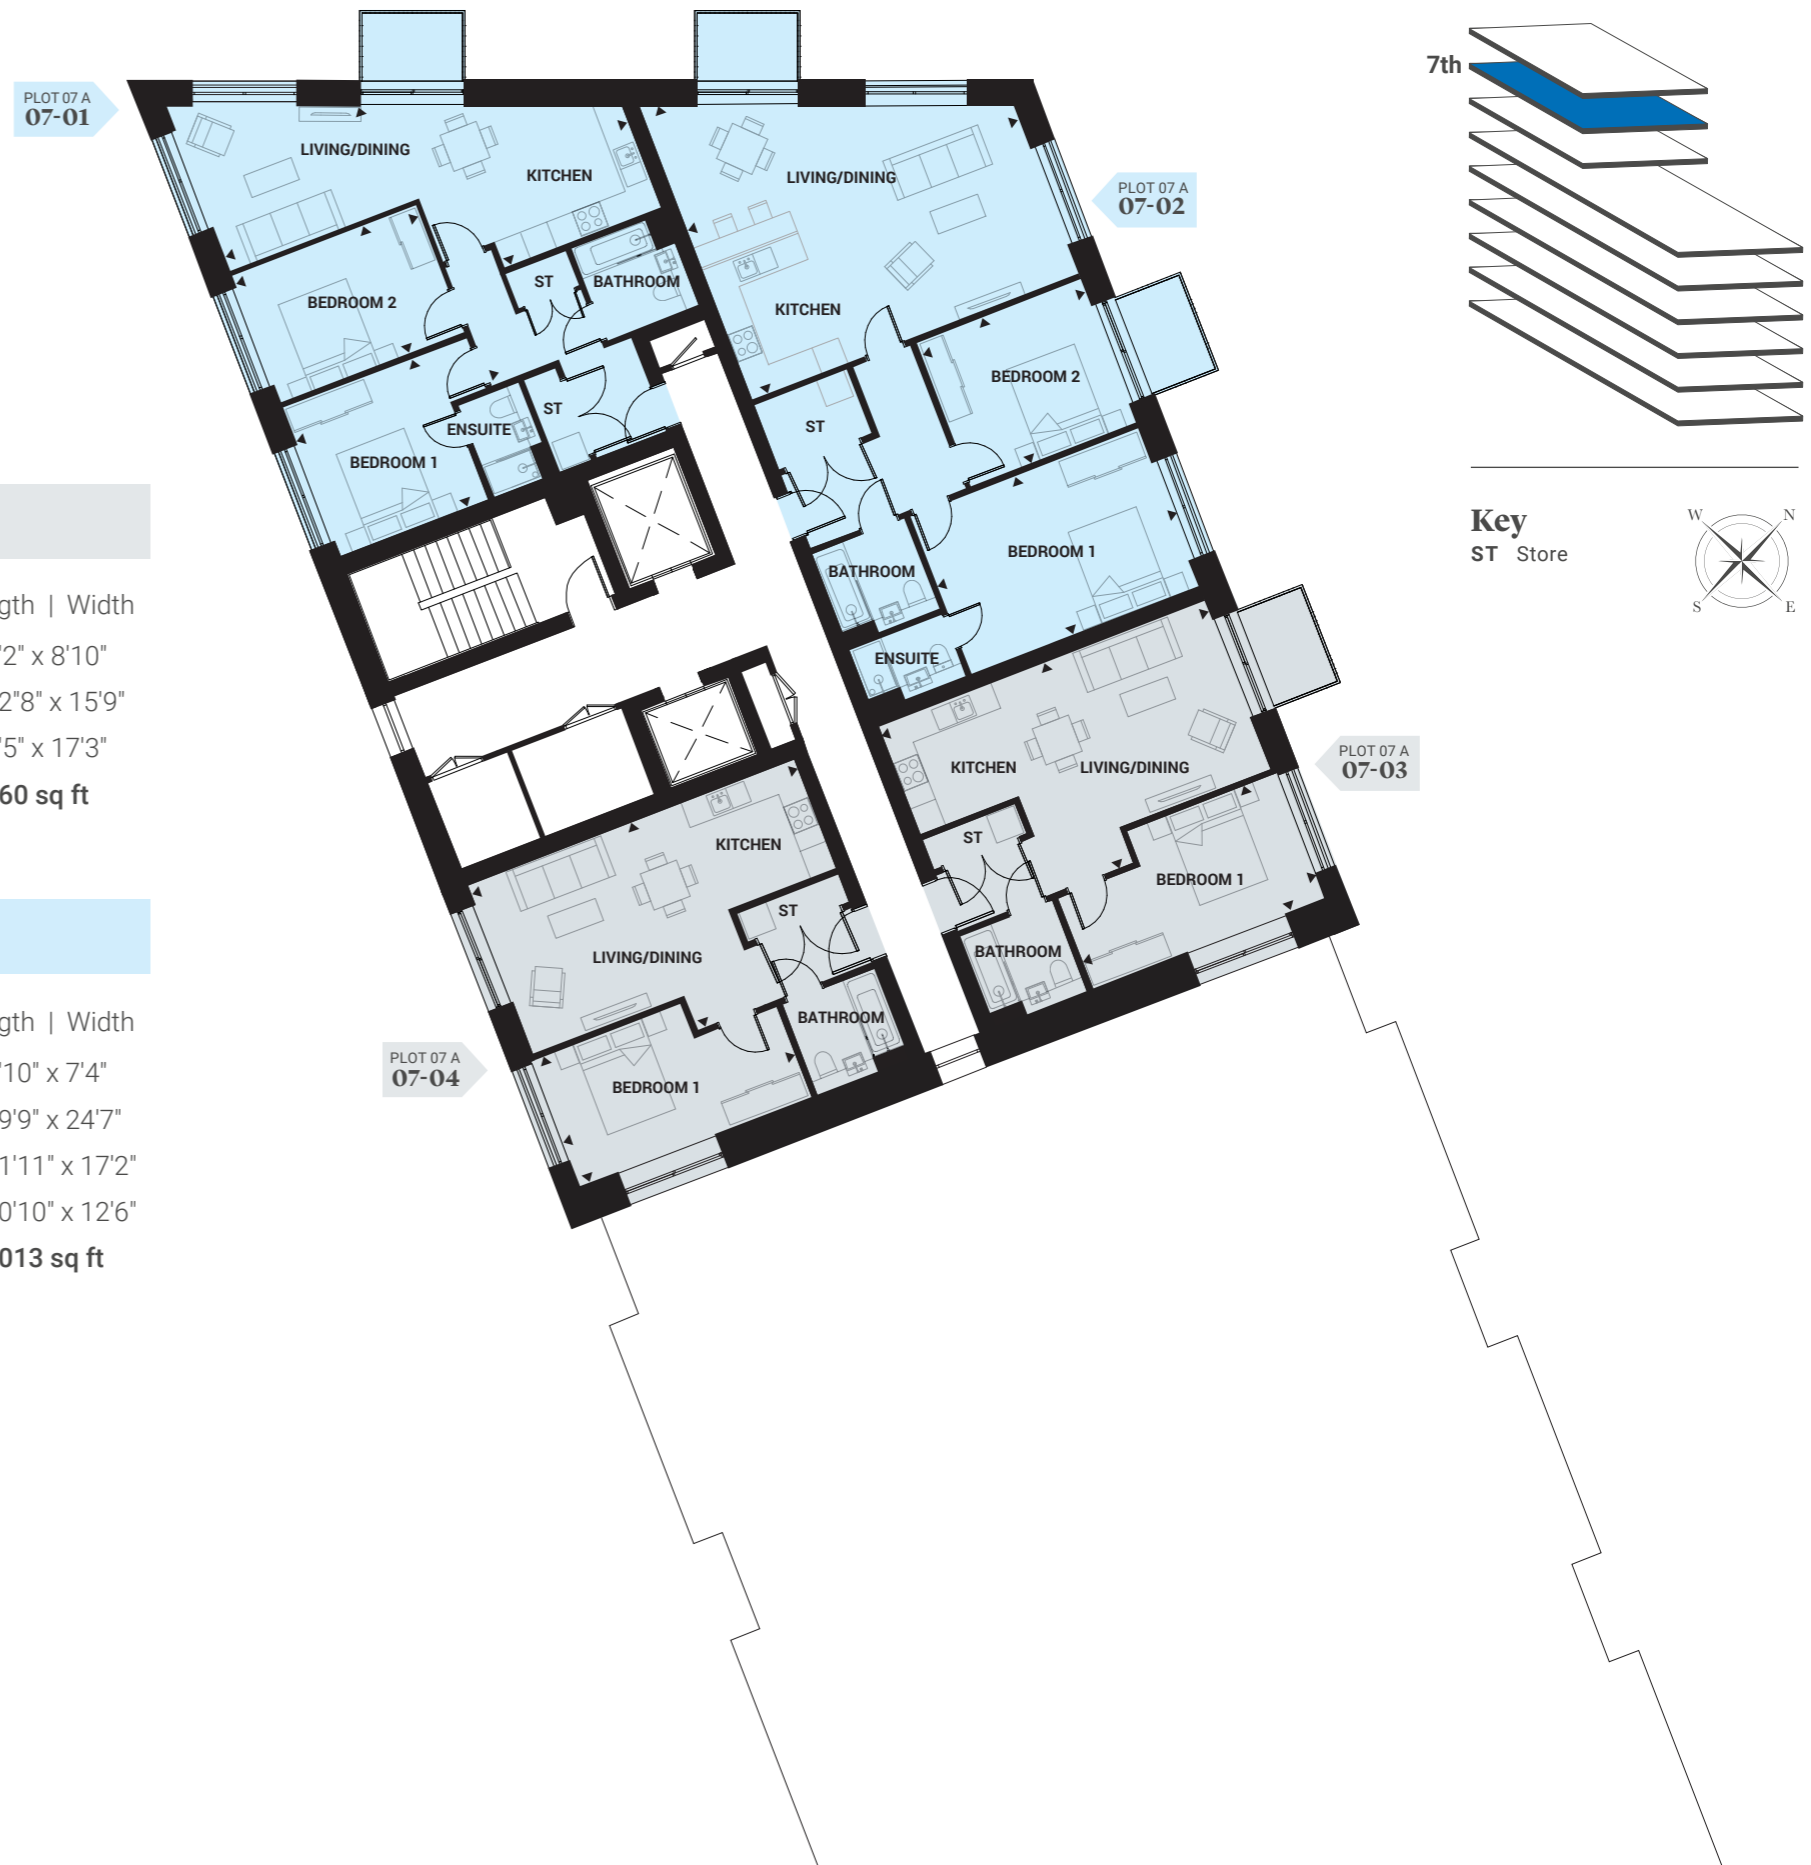 7th
PLOT 07 A
07-01
LIVING/DINING
KITCHEN
BEDROOM 2
ST
BATHROOM
BEDROOM 1
ENSUITE
ST
PLOT 07 A
07-02
LIVING/DINING
KITCHEN
BEDROOM 2
ST
BEDROOM 1
BATHROOM
ENSUITE
PLOT 07 A
07-03
KITCHEN
LIVING/DINING
ST
BEDROOM 1
BATHROOM
PLOT 07 A
07-04
KITCHEN
ST
LIVING/DINING
BATHROOM
BEDROOM 1
Key
ST Store
W N
S E
gth | Width
'2" x 8'10"
2"8" x 15'9"
'5" x 17'3"
60 sq ft
gth | Width
'10" x 7'4"
9'9" x 24'7"
1'11" x 17'2"
0'10" x 12'6"
013 sq ft